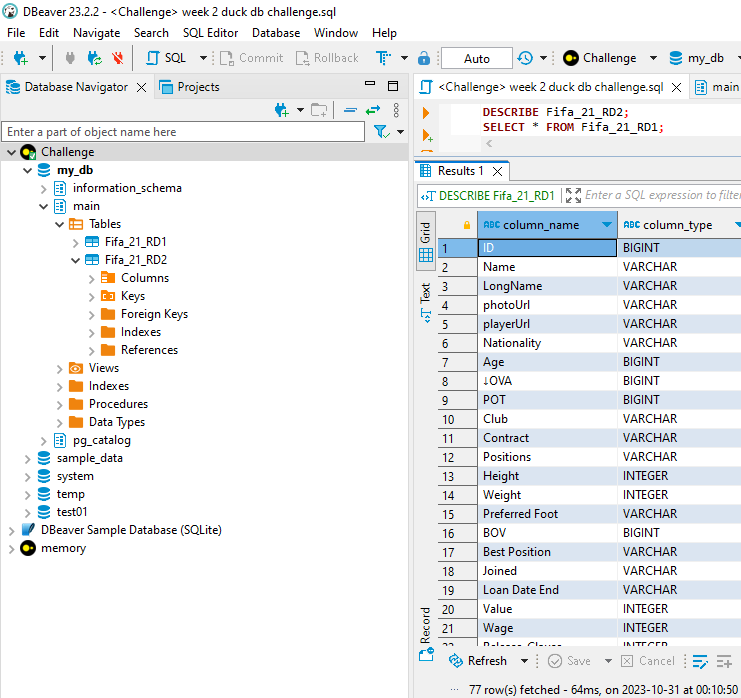 DBeaver 23.2.2 - <Challenge> week 2 duck db challenge.sql
File Edit Navigate Search SQL Editor Database Window Help
SQL Commit Rollback T Auto Challenge my_db
Database Navigator Projects
<Challenge> week 2 duck db challenge.sql main
Enter a part of object name here
DESCRIBE Fifa_21_RD2;
SELECT * FROM Fifa_21_RD1;
Challenge
my_db
information_schema
main
Tables
Fifa_21_RD1
Fifa_21_RD2
Columns
Keys
Foreign Keys
Indexes
References
Views
Indexes
Procedures
Data Types
pg_catalog
sample_data
system
temp
test01
DBeaver Sample Database (SQLite)
memory
Results 1
DESCRIBE Fifa_21_RD1 Enter a SQL expression to filter
Grid
Text
Record
ABC column_name ABC column_type
1 ID BIGINT
2 Name VARCHAR
3 LongName VARCHAR
4 photoUrl VARCHAR
5 playerUrl VARCHAR
6 Nationality VARCHAR
7 Age BIGINT
8 ↓OVA BIGINT
9 POT BIGINT
10 Club VARCHAR
11 Contract VARCHAR
12 Positions VARCHAR
13 Height INTEGER
14 Weight INTEGER
15 Preferred Foot VARCHAR
16 BOV BIGINT
17 Best Position VARCHAR
18 Joined VARCHAR
19 Loan Date End VARCHAR
20 Value INTEGER
21 Wage INTEGER
Refresh Save Cancel
77 row(s) fetched - 64ms, on 2023-10-31 at 00:10:50